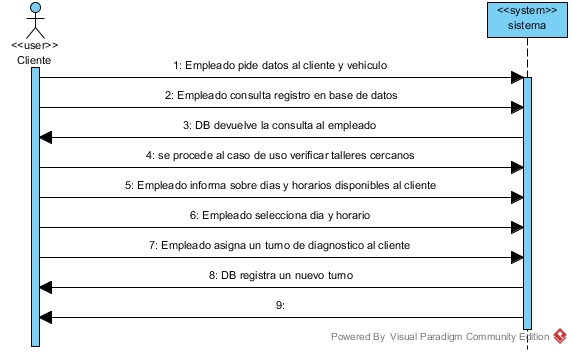 <<user>>
Cliente
<<system>>
sistema
1: Empleado pide datos al cliente y vehículo
2: Empleado consulta registro en base de datos
3: DB devuelve la consulta al empleado
4: se procede al caso de uso verificar talleres cercanos
5: Empleado informa sobre dias y horarios disponibles al cliente
6: Empleado selecciona dia y horario
7: Empleado asigna un turno de diagnostico al cliente
8: DB registra un nuevo turno
9:
Powered By Visual Paradigm Community Edition